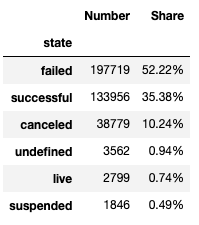 Number Share
state
failed 197719 52.22%
successful 133956 35.38%
canceled 38779 10.24%
undefined 3562 0.94%
live 2799 0.74%
suspended 1846 0.49%